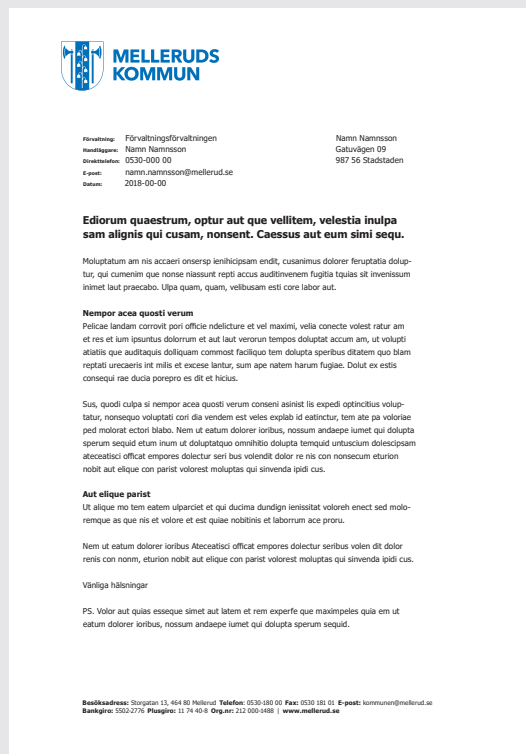 MELLERUDS
KOMMUN
Förvaltning: Förvaltningsförvaltningen
Handläggare: Namn Namnsson
Direkttelefon: 0530-000 00
E-post: namn.namnsson@mellerud.se
Datum: 2018-00-00
Namn Namnsson
Gatuvägen 09
987 56 Stadstaden
Ediorum quaestrum, optur aut que vellitem, velestia inulpa
sam alignis qui cusam, nonsent. Caessus aut eum simi sequ.
Moluptatum am nis accaeri onsersp ienihicipsam endit, cusanimus dolorer feruptatia dolup-
tur, qui cumenim que nonse niassunt repti accus auditinvenem fugitia tquias sit invenissum
inimet laut praecabo. Ulpa quam, quam, velibusam esti core labor aut.
Nempor acea quosti verum
Pelicae landam corrovit pori officie ndelicture et vel maximi, velia conecte volest ratur am
et res et ium ipsuntus dolorrum et aut laut verorun tempos doluptat accum am, ut volupti
atiatiis que auditaquis dolliquam commost faciliquo tem dolupta speribus ditatem quo blam
reptati urecaeris int milis et excese lantur, sum ape natem harum fugiae. Dolut ex estis
consequi rae ducia porepro es dit et hicius.
Sus, quodi culpa si nempor acea quosti verum conseni asinist lis expedi optincitius volup-
tatur, nonsequo voluptati cori dia vendem est veles explab id eatinctur, tem ate pa voloriae
ped molorat ectori blabo. Nem ut eatum dolorer ioribus, nossum andaepe iumet qui dolupta
sperum sequid etum inum ut doluptatquo omnihitio dolupta temquid untuscium dolescipsam
ateceatisci officat empores dolectur seri bus volendit dolor re nis con nonsecum eturion
nobit aut elique con parist volorest moluptas qui sinvenda ipidi cus.
Aut elique parist
Ut alique mo tem eatem ulparciet et qui ducima dundign ienissitat voloreh enect sed molo-
remque as que nis et volore et est quiae nobitinis et laborrum ace proru.
Nem ut eatum dolorer ioribus Ateceatisci officat empores dolectur seribus volen dit dolor
renis con nonm, eturion nobit aut elique con parist volorest moluptas qui sinvenda ipidi cus.
Vänliga hälsningar
PS. Volor aut quias esseque simet aut latem et rem experfe que maximpeles quia em ut
eatum dolorer ioribus, nossum andaepe iumet qui dolupta sperum sequid.
Besöksadress: Storgatan 13, 464 80 Mellerud Telefon: 0530-180 00 Fax: 0530 181 01 E-post: kommunen@mellerud.se
Bankgiro: 5502-2776 Plusgiro: 11 74 40-8 Org.nr: 212 000-1488 | www.mellerud.se